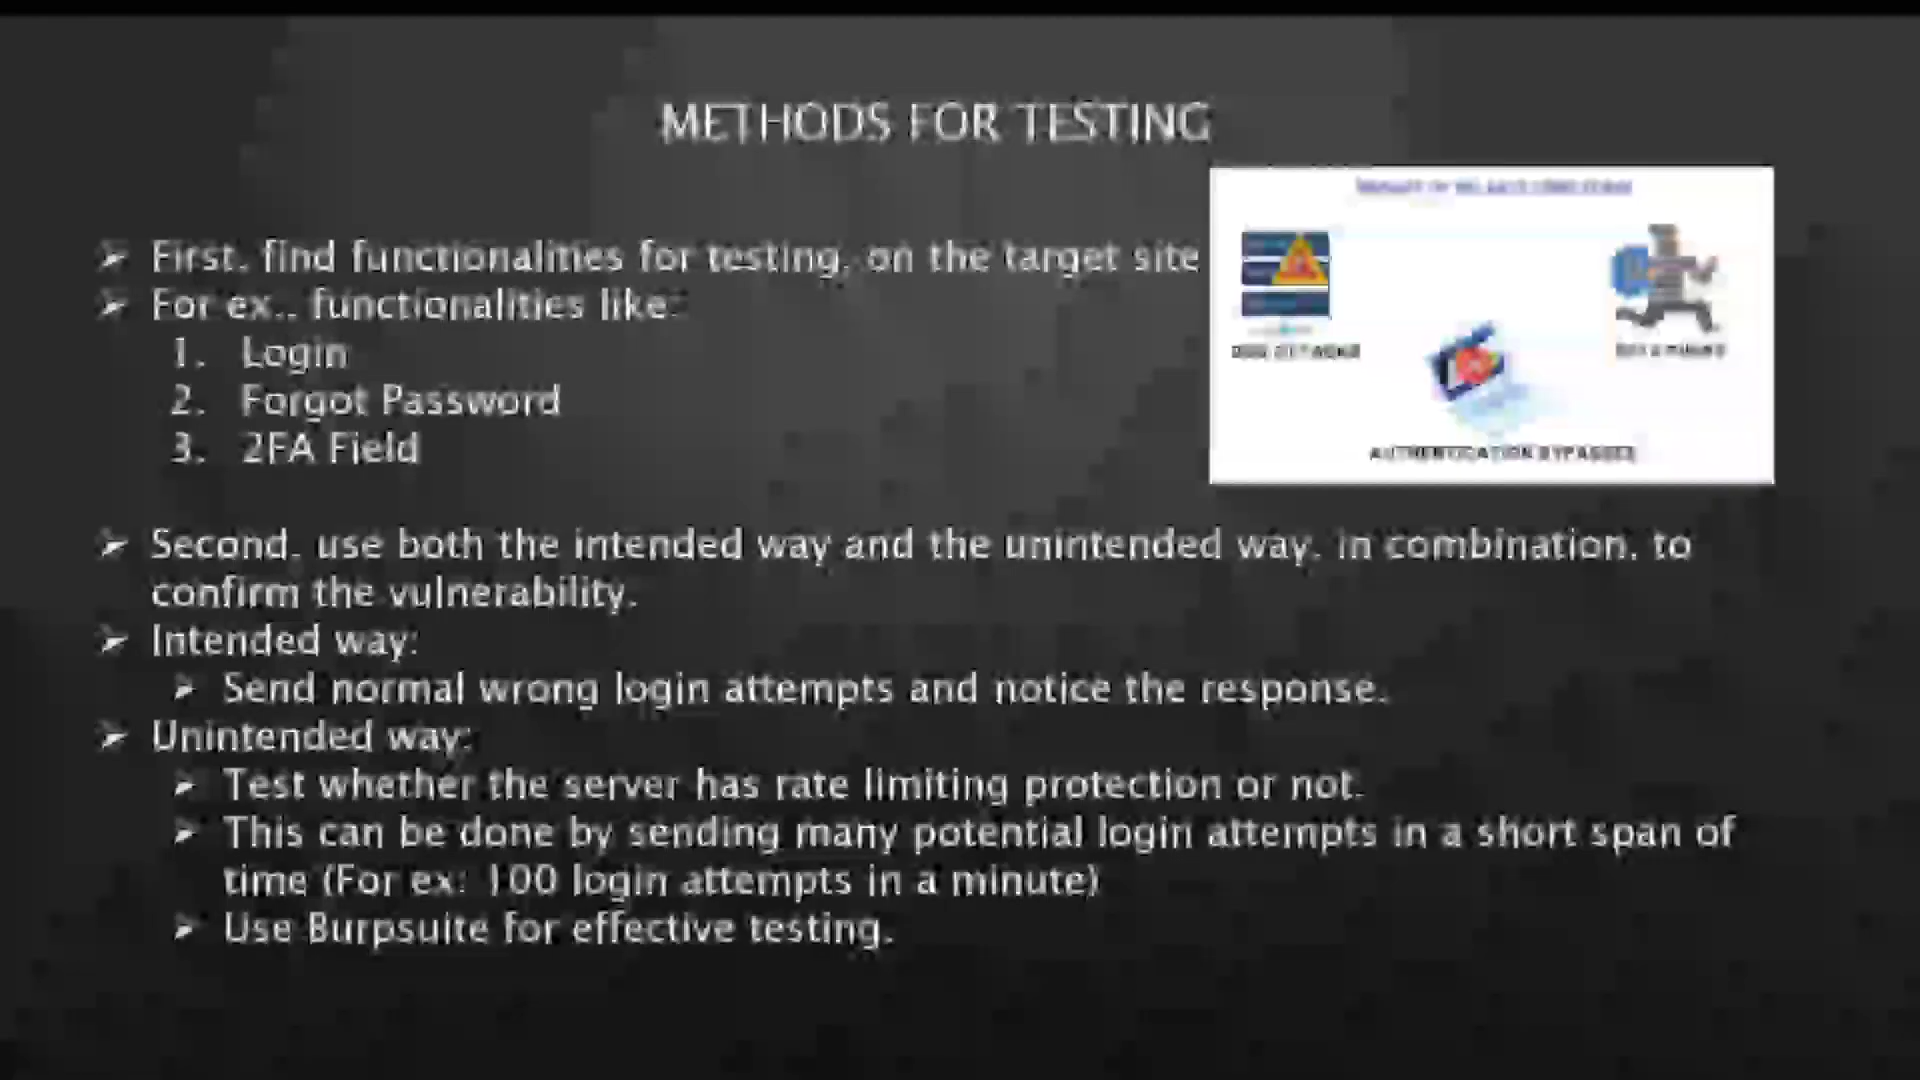 METHODS FOR TESTING
First, find functionalities for testing, on the target site
For ex., functionalities like:
1. Login
2. Forgot Password
3. 2FA Field
AUTHENTICATION BYPASSES
Second, use both the intended way and the unintended way, in combination, to
confirm the vulnerability.
Intended way:
Send normal wrong login attempts and notice the response.
Unintended way:
Test whether the server has rate limiting protection or not.
This can be done by sending many potential login attempts in a short span of
time (For ex: 100 login attempts in a minute)
Use Burpsuite for effective testing.